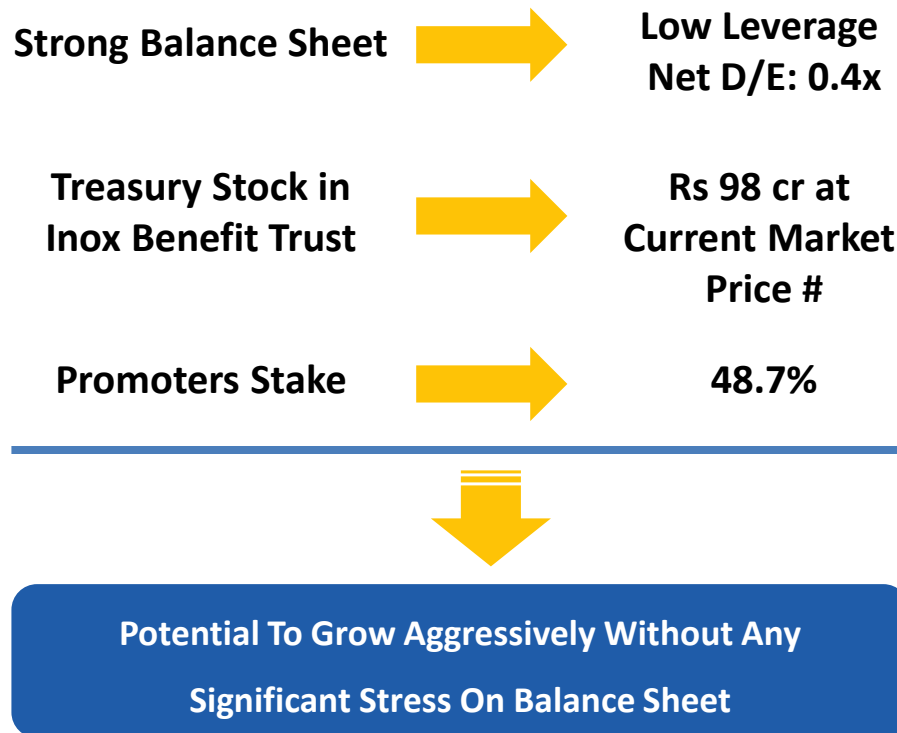 Strong Balance Sheet
Low Leverage
Net D/E: 0.4x
Treasury Stock in
Inox Benefit Trust
Rs 98 cr at
Current Market
Price #
Promoters Stake
48.7%
Potential To Grow Aggressively Without Any
Significant Stress On Balance Sheet